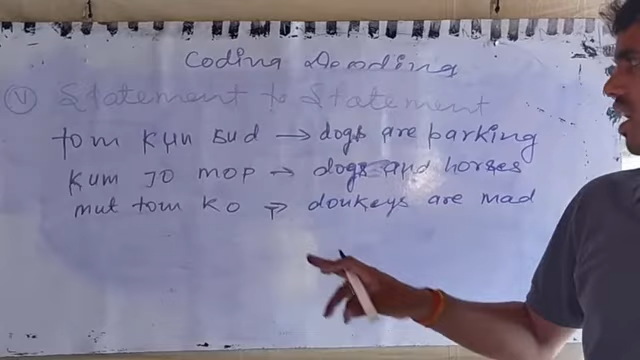 Coding Decoding
V Statement to Statement
tom kun sud → dogs are parking
kum jo mop → dogs and horses
mut tom ko → donkeys are mad